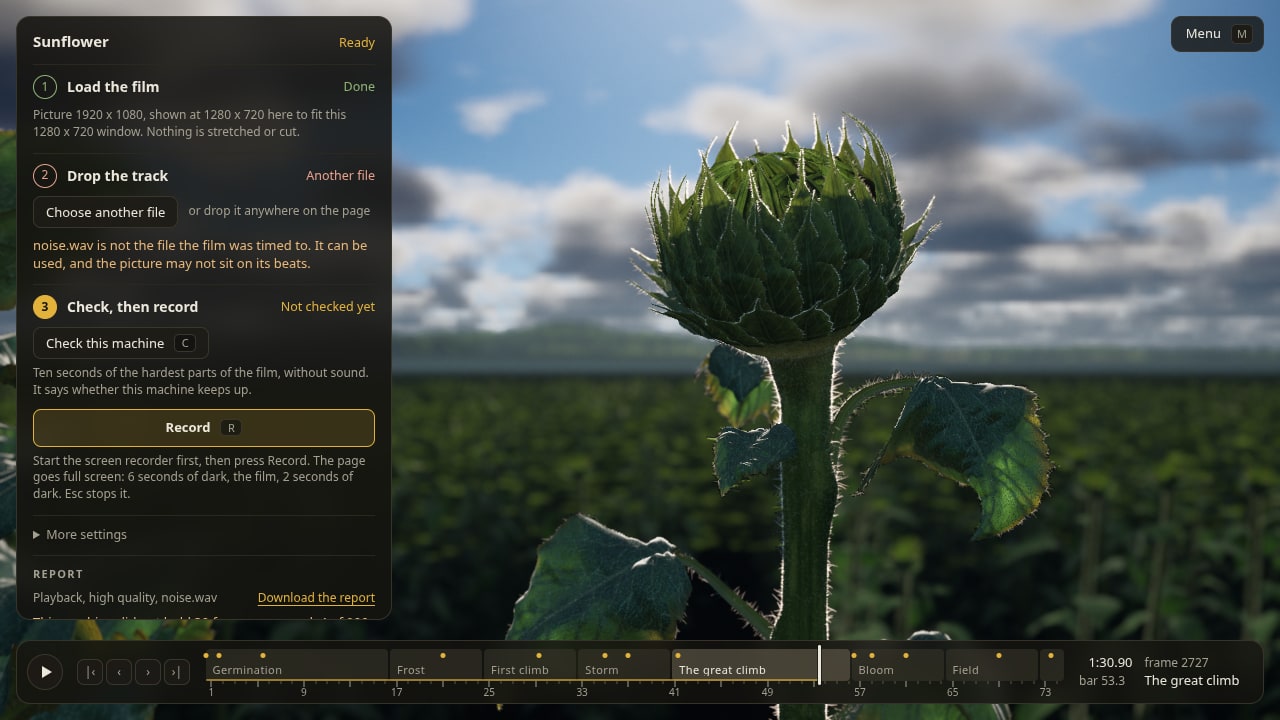 Sunflower
Ready
1 Load the film
Done
Picture 1920 x 1080, shown at 1280 x 720 here to fit this
1280 x 720 window. Nothing is stretched or cut.
2 Drop the track
Another file
Choose another file or drop it anywhere on the page
noise.wav is not the file the film was timed to. It can be
used, and the picture may not sit on its beats.
3 Check, then record
Not checked yet
Check this machine C
Ten seconds of the hardest parts of the film, without sound.
It says whether this machine keeps up.
Record R
Start the screen recorder first, then press Record. The page
goes full screen: 6 seconds of dark, the film, 2 seconds of
dark. Esc stops it.
More settings
REPORT
Playback, high quality, noise.wav
Download the report
Menu M
Germination
Frost
First climb
Storm
The great climb
Bloom
Field
1 9 17 25 33 41 49 57 65 73
1:30.90 frame 2727
bar 53.3 The great climb